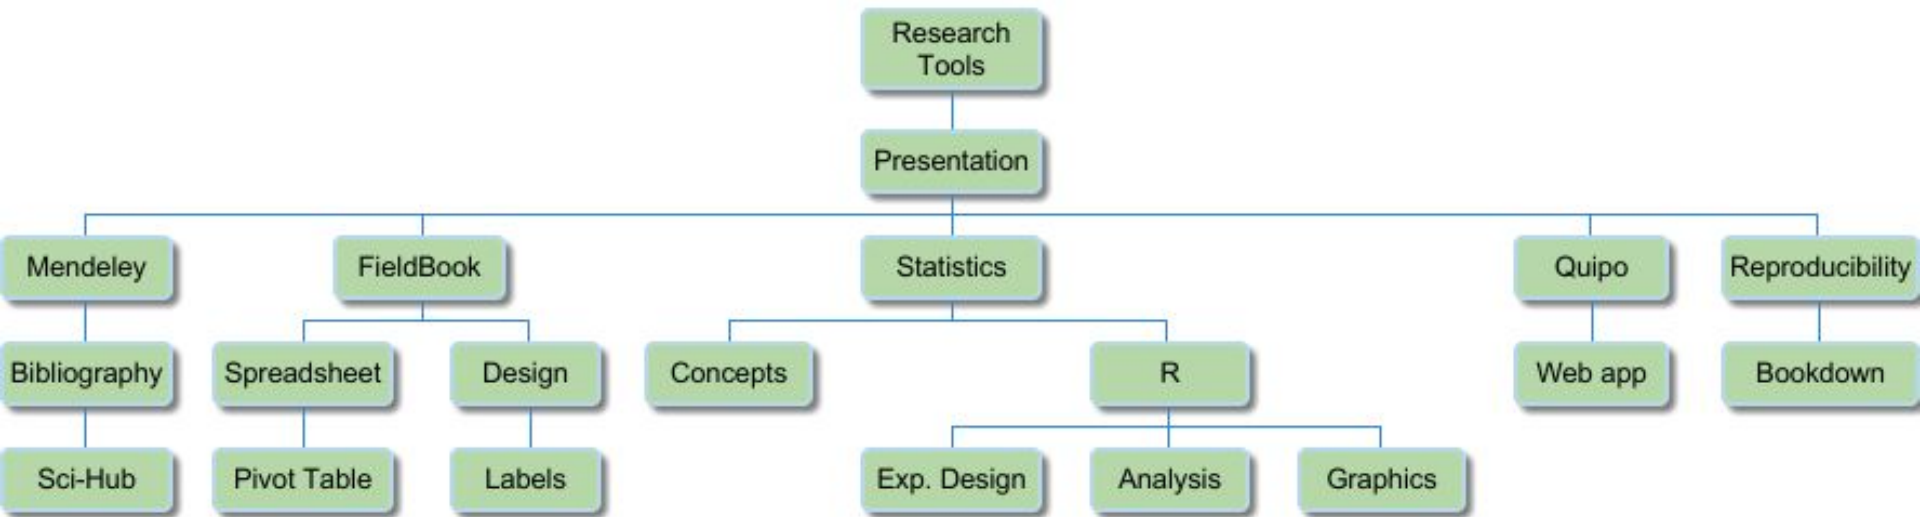 Research
Tools
Presentation
Mendeley
FieldBook
Statistics
Quipo
Reproducibility
Bibliography
Spreadsheet
Design
Concepts
R
Web app
Bookdown
Sci-Hub
Pivot Table
Labels
Exp. Design
Analysis
Graphics